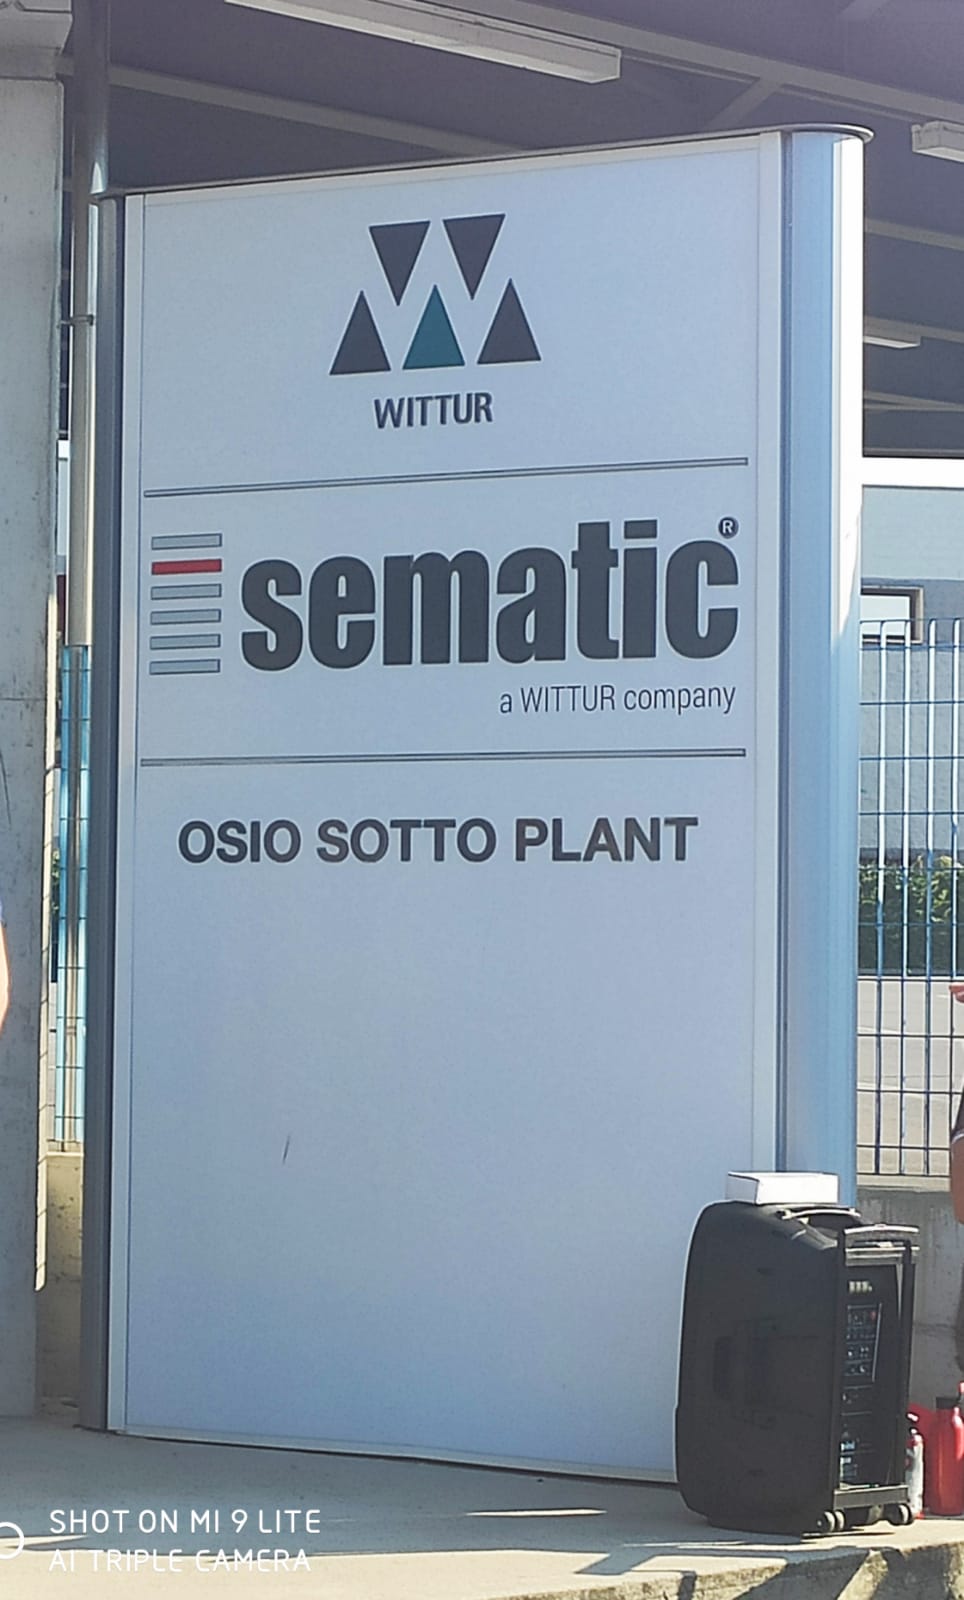 WITTUR
sematic®
a WITTUR company
OSIO SOTTO PLANT
SHOT ON MI 9 LITE
AI TRIPLE CAMERA